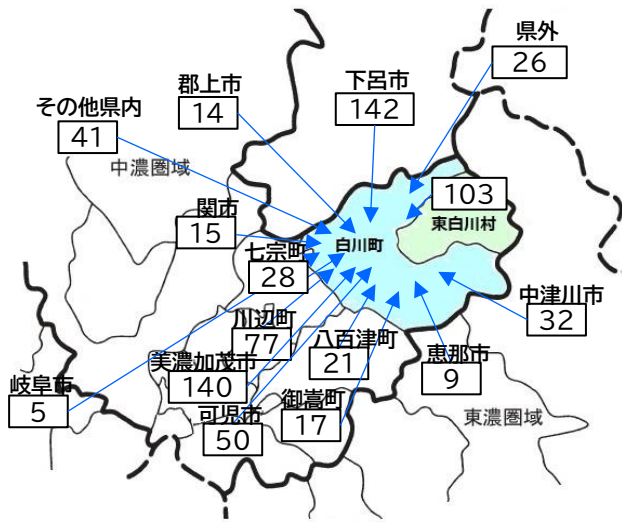 県外
26
郡上市
14
下呂市
142
その他県内
41
中濃圏域
103
東白川村
関市
15
白川町
七宗町
28
中津川市
32
川辺町
77
八百津町
21
恵那市
9
美濃加茂市
140
岐阜市
5
可児市
50
御嵩町
17
東濃圏域